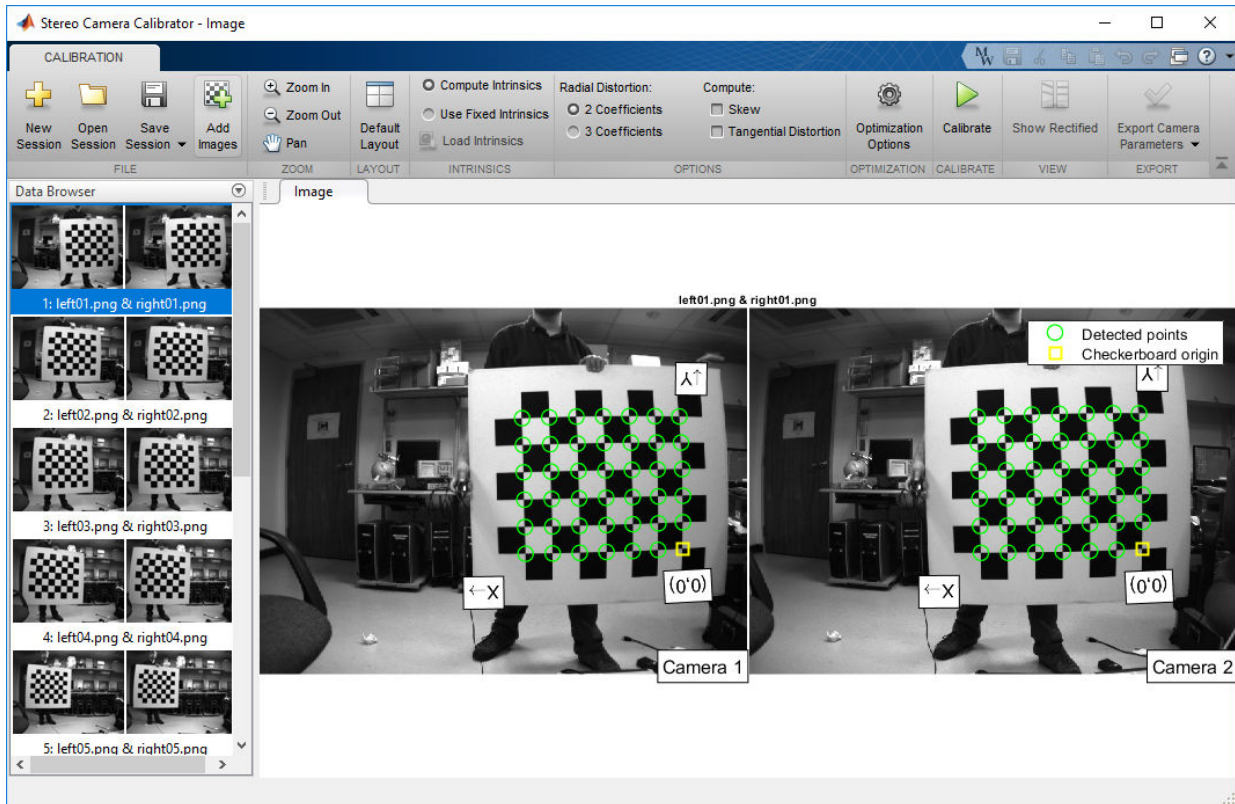 Stereo Camera Calibrator - Image
CALIBRATION
New Session
Open Session
Save Session
Add Images
FILE
Zoom In
Zoom Out
Pan
ZOOM
Default Layout
LAYOUT
Compute Intrinsics
Use Fixed Intrinsics
Load Intrinsics
INTRINSICS
Radial Distortion:
2 Coefficients
3 Coefficients
Compute:
Skew
Tangential Distortion
OPTIONS
Optimization Options
OPTIMIZATION
Calibrate
CALIBRATE
Show Rectified
VIEW
Export Camera Parameters
EXPORT
Data Browser
1: left01.png & right01.png
2: left02.png & right02.png
3: left03.png & right03.png
4: left04.png & right04.png
5: left05.png & right05.png
Image
left01.png & right01.png
Y→
←X
(0,0)
Camera 1
Detected points
Checkerboard origin
Y→
←X
(0,0)
Camera 2